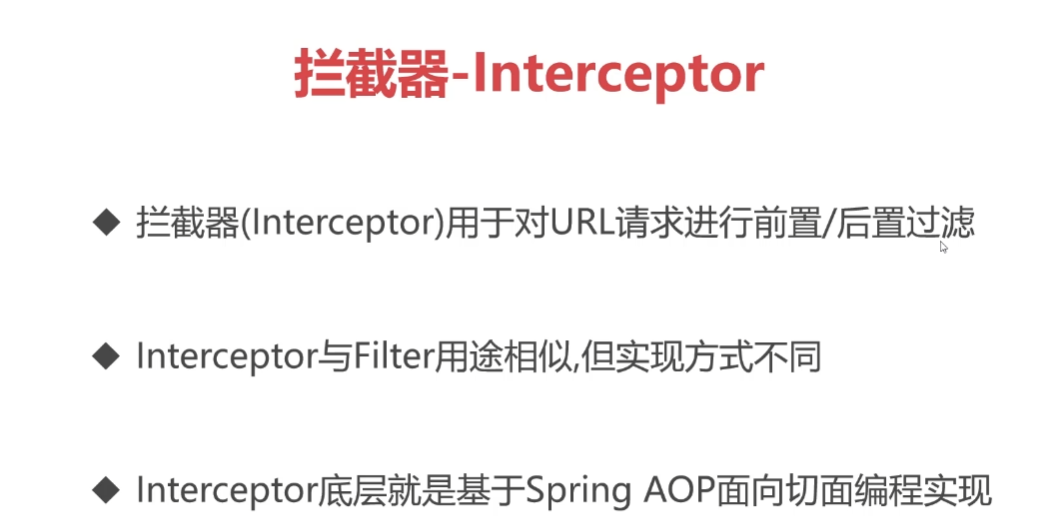 拦截器-Interceptor
◆ 拦截器(Interceptor)用于对URL请求进行前置/后置过滤
◆ Interceptor与Filter用途相似,但实现方式不同
◆ Interceptor底层就是基于Spring AOP面向切面编程实现